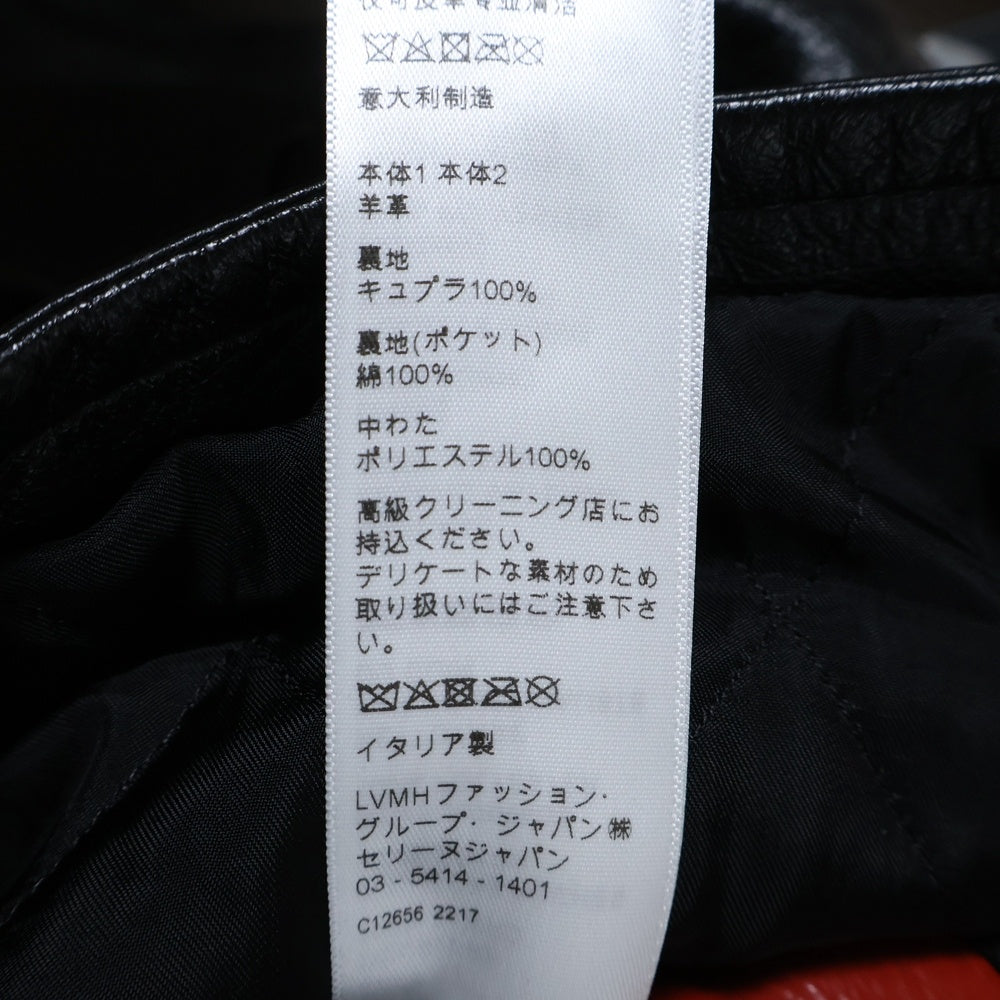 意大利制造
本体1 本体2
羊革
裏地
キュプラ100%
裏地(ポケット)
綿100%
中わた
ポリエステル100%
高級クリーニング店にお
持込ください。
デリケートな素材のため
取り扱いにはご注意下さ
い。
イタリア製
LVMHファッション·
グループ· ジャパン㈱
セリーヌジャパン
03 - 5414 - 1401
C12656 2217